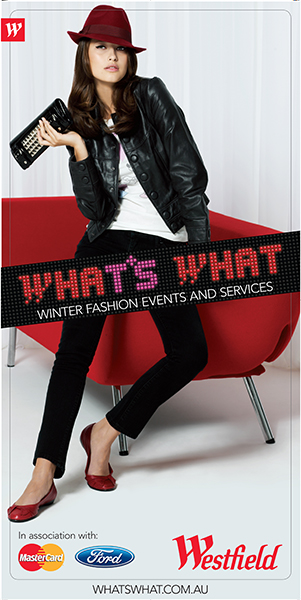 W
WHAT'S WHAT
WINTER FASHION EVENTS AND SERVICES
In association with:
MasterCard
Ford
Westfield
WHATSWHAT.COM.AU